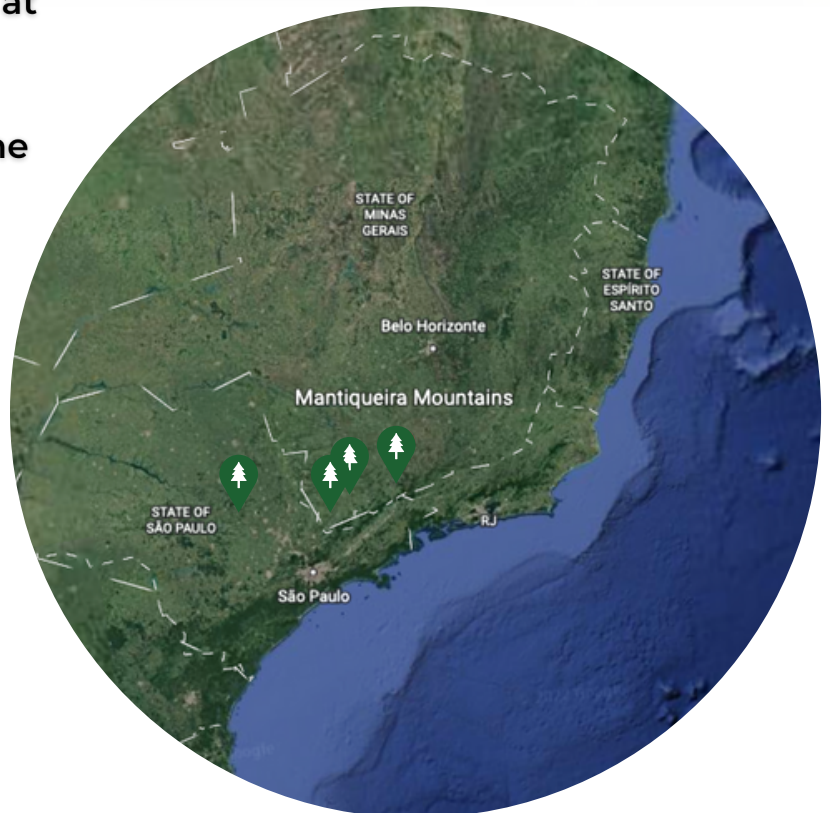 at
ne
STATE OF
MINAS
GERAIS
STATE OF
ESPÍRITO
SANTO
Belo Horizonte
Mantiqueira Mountains
STATE OF
SÃO PAULO
RJ
São Paulo